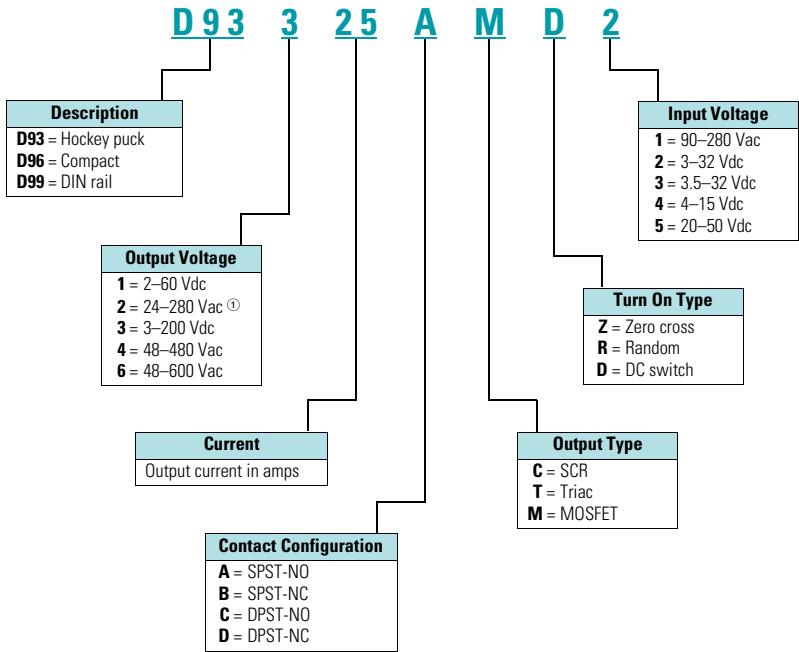 D93 3 25 A M D 2
Description
D93 = Hockey puck
D96 = Compact
D99 = DIN rail
Input Voltage
1 = 90–280 Vac
2 = 3–32 Vdc
3 = 3.5–32 Vdc
4 = 4–15 Vdc
5 = 20–50 Vdc
Output Voltage
1 = 2–60 Vdc
2 = 24–280 Vac ①
3 = 3–200 Vdc
4 = 48–480 Vac
6 = 48–600 Vac
Turn On Type
Z = Zero cross
R = Random
D = DC switch
Current
Output current in amps
Output Type
C = SCR
T = Triac
M = MOSFET
Contact Configuration
A = SPST-NO
B = SPST-NC
C = DPST-NO
D = DPST-NC